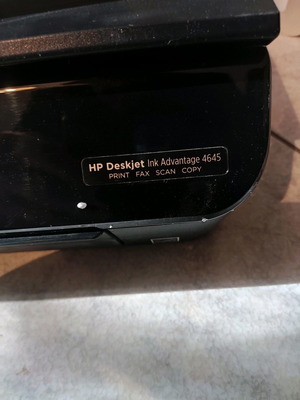 HP Deskjet Ink Advantage 4645
PRINT FAX SCAN COPY